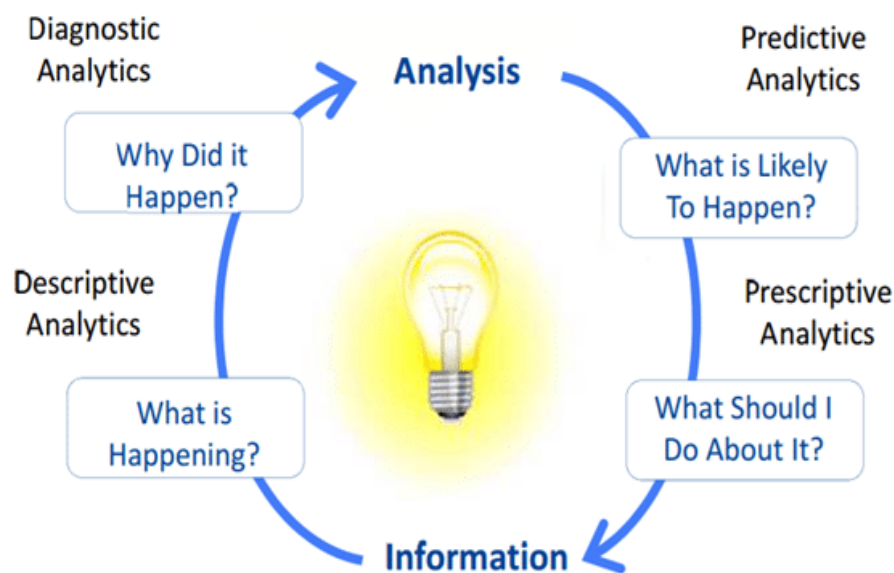 Diagnostic
Analytics
Analysis
Predictive
Analytics
Why Did it
Happen?
What is Likely
To Happen?
Descriptive
Analytics
Prescriptive
Analytics
What is
Happening?
What Should I
Do About It?
Information